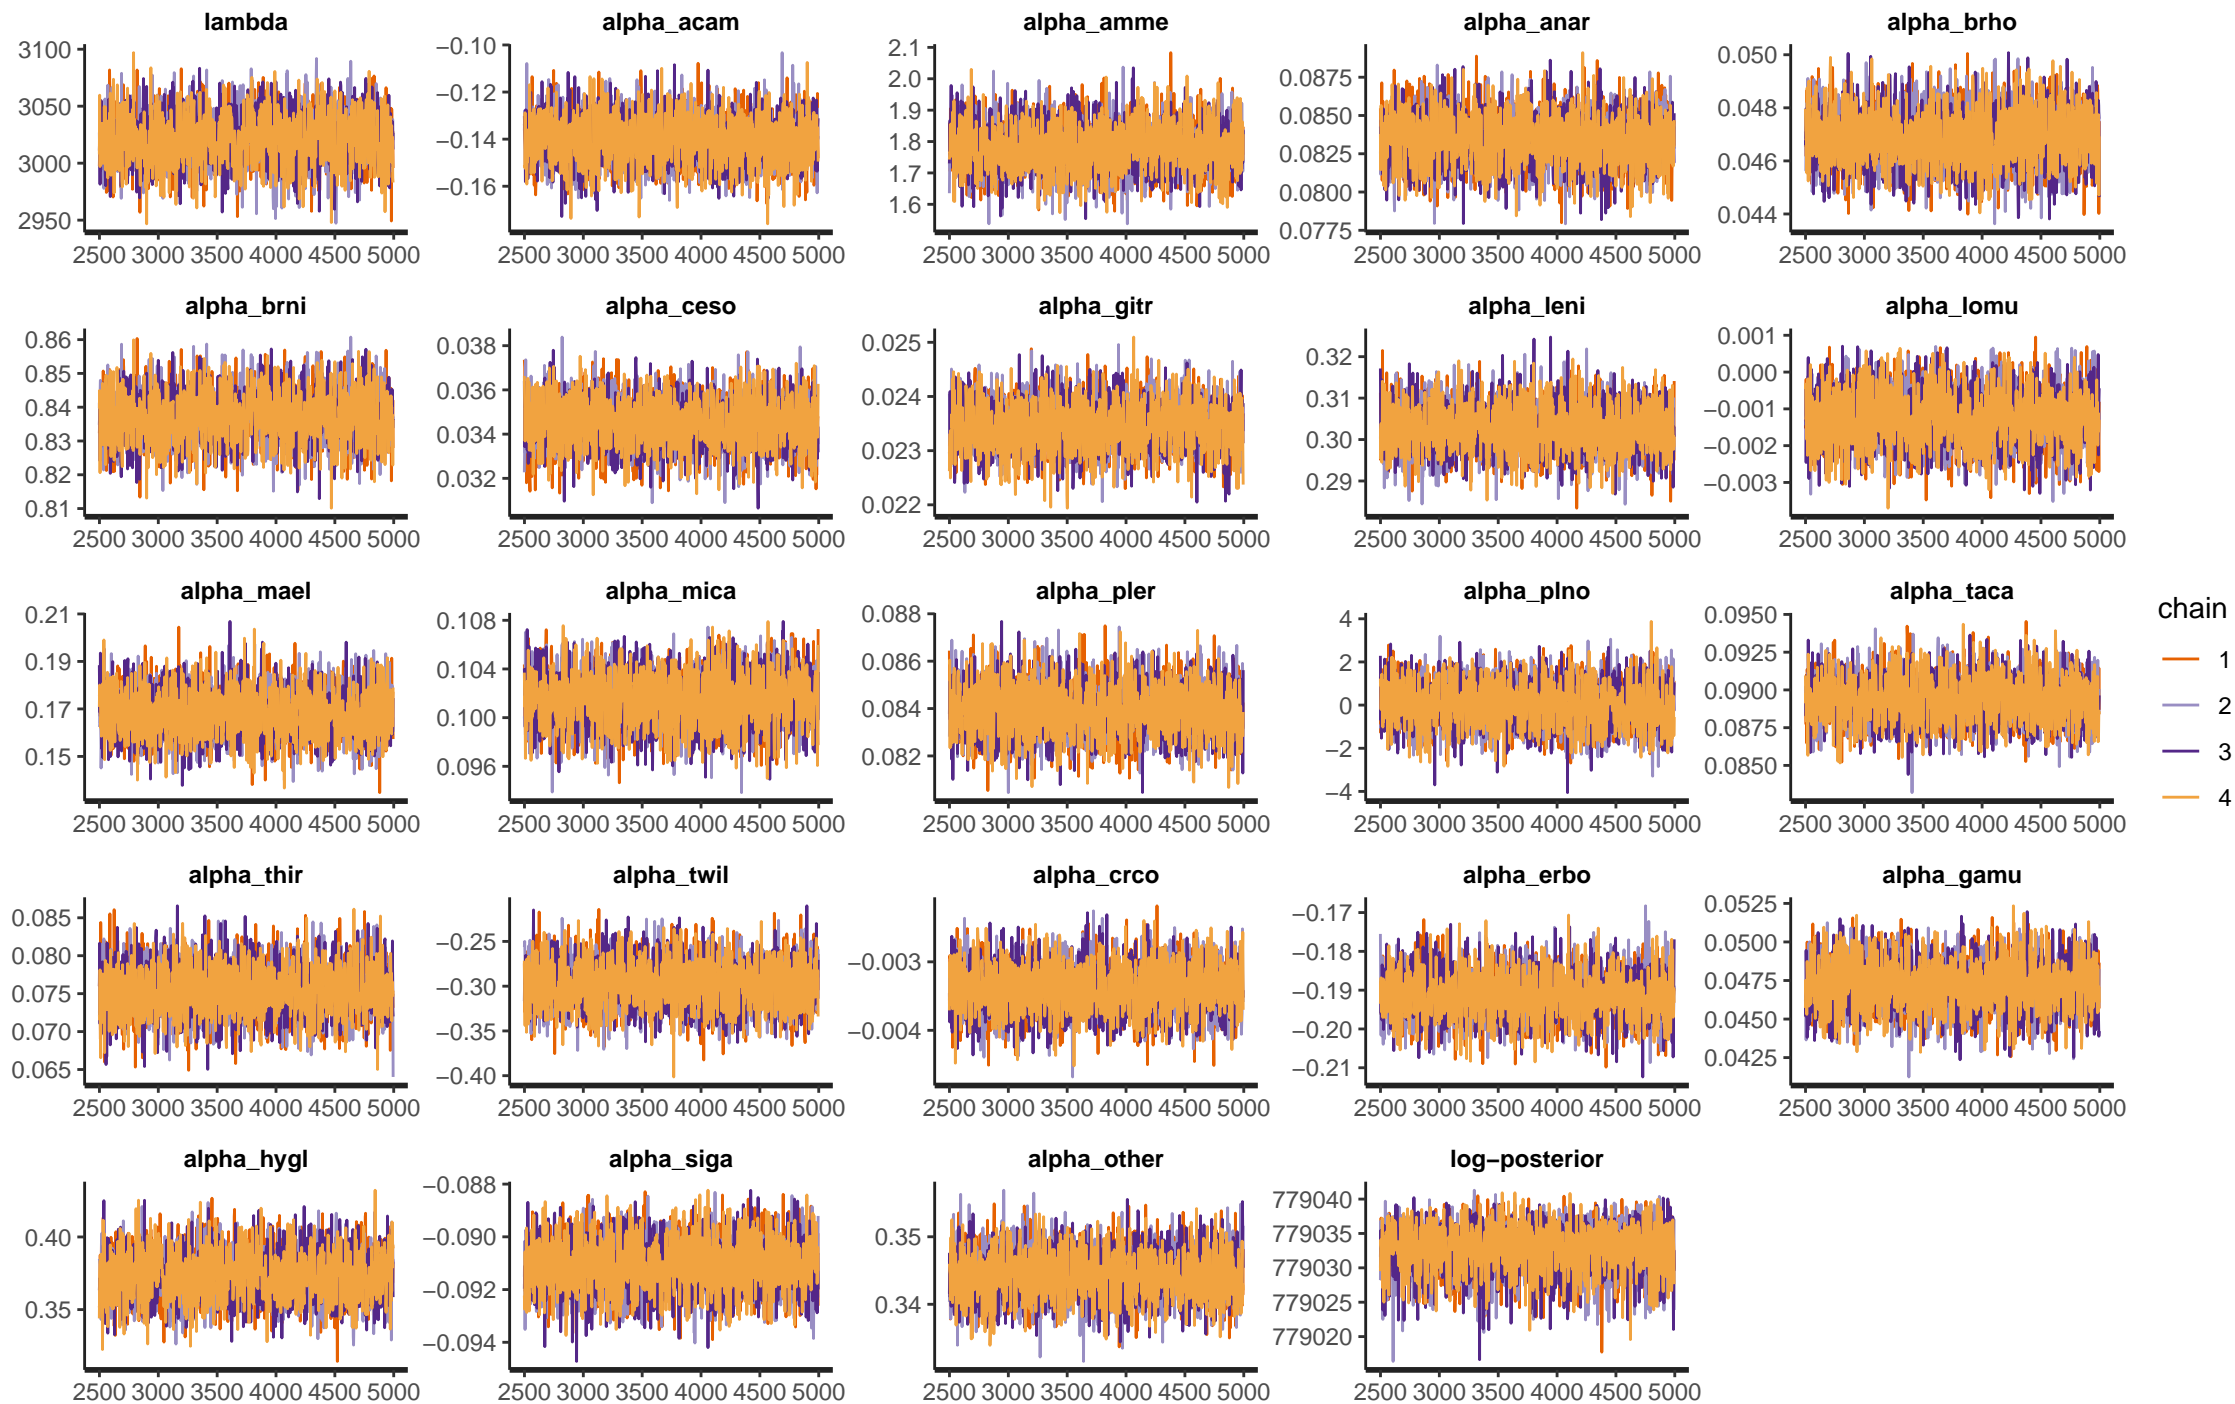 lambda alpha_acam alpha_amme alpha_anar alpha_brho
3100 3050 3000 2950
−0.10 −0.12 −0.14 −0.16
2.1 2.0 1.9 1.8 1.7 1.6
0.0875 0.0850 0.0825 0.0800 0.0775
0.050 0.048 0.046 0.044
2500 3000 3500 4000 4500 5000 2500 3000 3500 4000 4500 5000 2500 3000 3500 4000 4500 5000 2500 3000 3500 4000 4500 5000 2500 3000 3500 4000 4500 5000
alpha_brni alpha_ceso alpha_gitr alpha_leni alpha_lomu
0.86 0.85 0.84 0.83 0.82 0.81
0.038 0.036 0.034 0.032
0.025 0.024 0.023 0.022
0.32 0.31 0.30 0.29
0.001 0.000 −0.001 −0.002 −0.003
2500 3000 3500 4000 4500 5000 2500 3000 3500 4000 4500 5000 2500 3000 3500 4000 4500 5000 2500 3000 3500 4000 4500 5000 2500 3000 3500 4000 4500 5000
alpha_mael alpha_mica alpha_pler alpha_plno alpha_taca
0.21 0.19 0.17 0.15
0.108 0.104 0.100 0.096
0.088 0.086 0.084 0.082
4 2 0 −2 −4
0.0950 0.0925 0.0900 0.0875 0.0850
2500 3000 3500 4000 4500 5000 2500 3000 3500 4000 4500 5000 2500 3000 3500 4000 4500 5000 2500 3000 3500 4000 4500 5000 2500 3000 3500 4000 4500 5000
chain
1
2
3
4
alpha_thir alpha_twil alpha_crco alpha_erbo alpha_gamu
0.085 0.080 0.075 0.070 0.065
−0.25 −0.30 −0.35 −0.40
−0.003 −0.004
−0.17 −0.18 −0.19 −0.20 −0.21
0.0525 0.0500 0.0475 0.0450 0.0425
2500 3000 3500 4000 4500 5000 2500 3000 3500 4000 4500 5000 2500 3000 3500 4000 4500 5000 2500 3000 3500 4000 4500 5000 2500 3000 3500 4000 4500 5000
alpha_hygl alpha_siga alpha_other log−posterior
0.40 0.35
−0.088 −0.090 −0.092 −0.094
0.35 0.34
779040 779035 779030 779025 779020
2500 3000 3500 4000 4500 5000 2500 3000 3500 4000 4500 5000 2500 3000 3500 4000 4500 5000 2500 3000 3500 4000 4500 5000